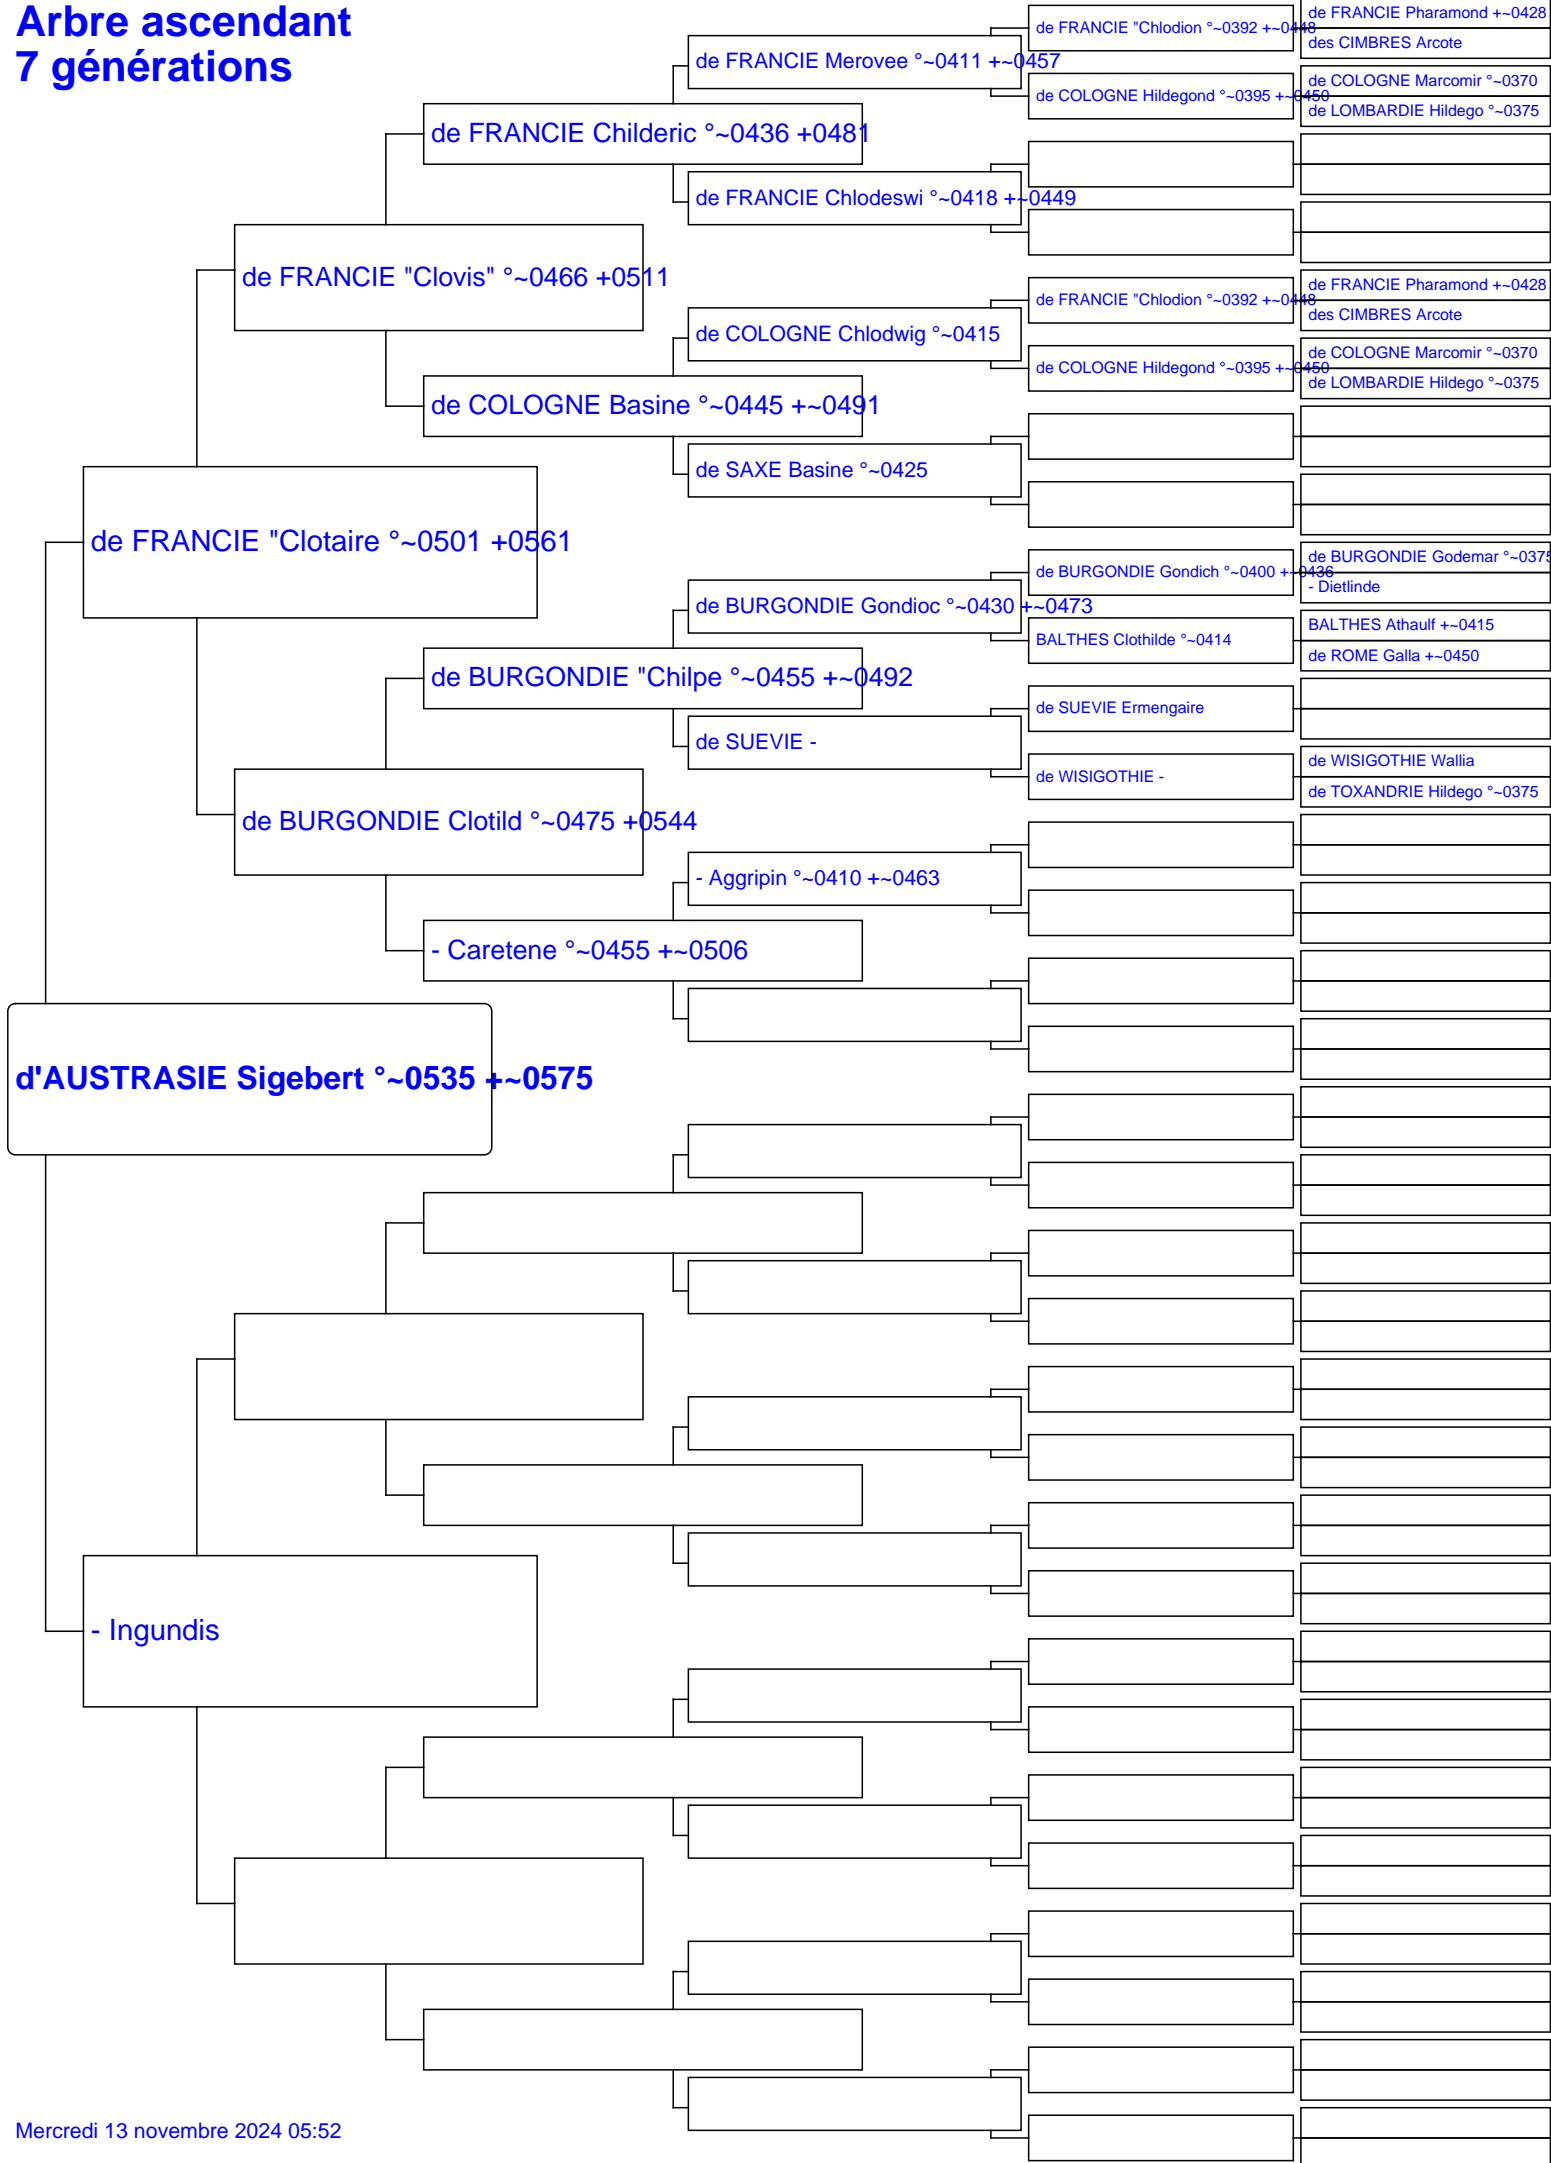 Arbre ascendant
7 générations
de FRANCIE Pharamond +~0428
de FRANCIE "Chlodion °~0392 +~0448
des CIMBRES Arcote
de FRANCIE Merovee °~0411 +~0457
de COLOGNE Marcomir °~0370
de COLOGNE Hildegond °~0395 +~0450
de LOMBARDIE Hildego °~0375
de FRANCIE Childeric °~0436 +0481
de FRANCIE Chlodeswi °~0418 +~0449
de FRANCIE "Clovis" °~0466 +0511
de FRANCIE Pharamond +~0428
de FRANCIE "Chlodion °~0392 +~0448
des CIMBRES Arcote
de COLOGNE Chlodwig °~0415
de COLOGNE Marcomir °~0370
de COLOGNE Hildegond °~0395 +~0450
de LOMBARDIE Hildego °~0375
de COLOGNE Basine °~0445 +~0491
de SAXE Basine °~0425
de FRANCIE "Clotaire °~0501 +0561
de BURGONDIE Godemar °~0375
de BURGONDIE Gondich °~0400 +~0436
- Dietlinde
de BURGONDIE Gondioc °~0430 +~0473
BALTHES Athaulf +~0415
BALTHES Clothilde °~0414
de ROME Galla +~0450
de BURGONDIE "Chilpe °~0455 +~0492
de SUEVIE Ermengaire
de SUEVIE -
de WISIGOTHIE Wallia
de WISIGOTHIE -
de TOXANDRIE Hildego °~0375
de BURGONDIE Clotild °~0475 +0544
- Aggripin °~0410 +~0463
- Caretene °~0455 +~0506
d'AUSTRASIE Sigebert °~0535 +~0575
- Ingundis
Mercredi 13 novembre 2024 05:52